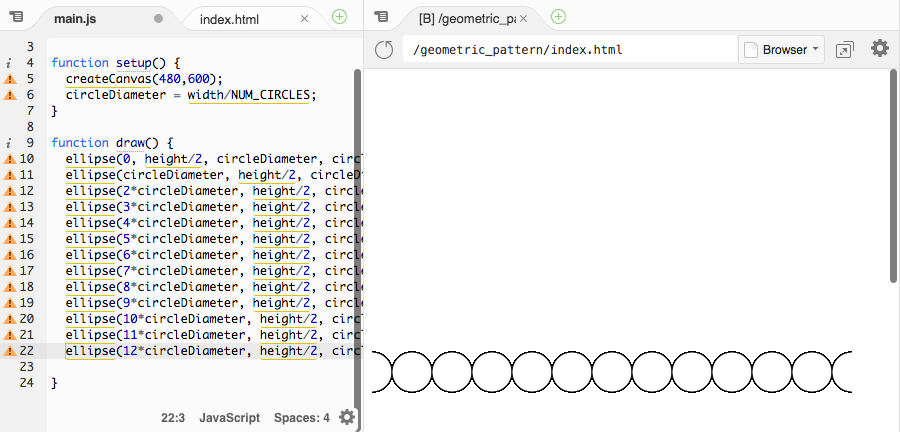 main.js
index.html
[B] /geometric_pa
/geometric_pattern/index.html
Browser
3
4 function setup() {
5 createCanvas(480,600);
6 circleDiameter = width/NUM_CIRCLES;
7 }
8
9 function draw() {
10 ellipse(0, height/2, circleDiameter, circl
11 ellipse(circleDiameter, height/2, circleD
12 ellipse(2*circleDiameter, height/2, circl
13 ellipse(3*circleDiameter, height/2, circl
14 ellipse(4*circleDiameter, height/2, circl
15 ellipse(5*circleDiameter, height/2, circl
16 ellipse(6*circleDiameter, height/2, circl
17 ellipse(7*circleDiameter, height/2, circl
18 ellipse(8*circleDiameter, height/2, circl
19 ellipse(9*circleDiameter, height/2, circl
20 ellipse(10*circleDiameter, height/2, circ
21 ellipse(11*circleDiameter, height/2, circ
22 ellipse(12*circleDiameter, height/2, circ
23
24 }
22:3 JavaScript Spaces: 4